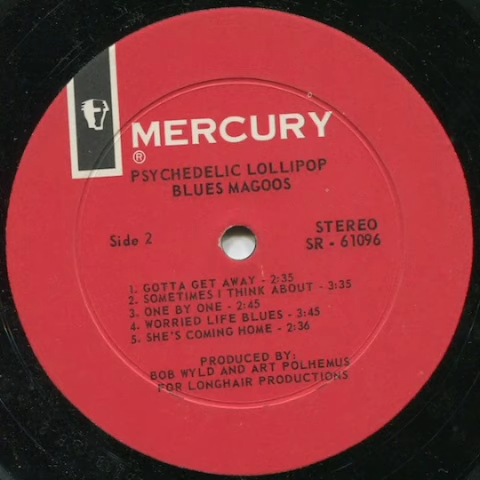 MERCURY
®
PSYCHEDELIC LOLLIPOP
BLUES MAGOOS
Side 2
STEREO
SR - 61096
1. GOTTA GET AWAY - 2:35
2. SOMETIMES I THINK ABOUT - 3:35
3. ONE BY ONE - 2:45
4. WORRIED LIFE BLUES - 3:45
5. SHE'S COMING HOME - 2:36
PRODUCED BY:
BOB WYLD AND ART POLHEMUS
FOR LONGHAIR PRODUCTIONS